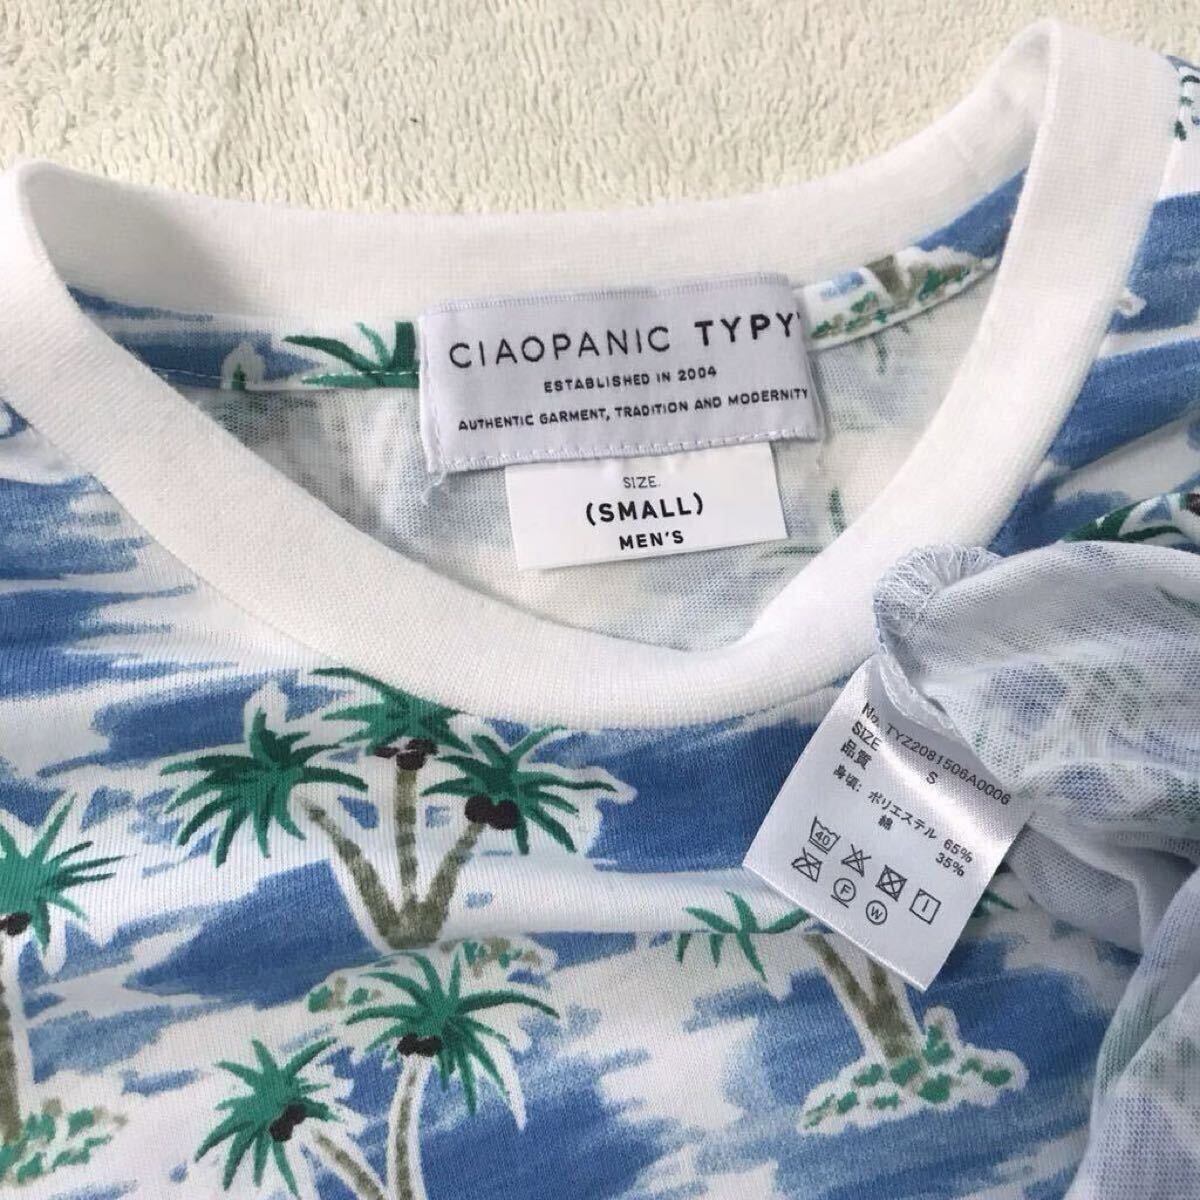 CIAOPANIC TYPY
ESTABLISHED IN 2004
AUTHENTIC GARMENT, TRADITION AND MODERNITY
SIZE.
(SMALL)
MEN'S
No. TYZ2081506A0006
SIZE S
品質
身頃: ポリエステル 65%
綿 35%
40
F
W